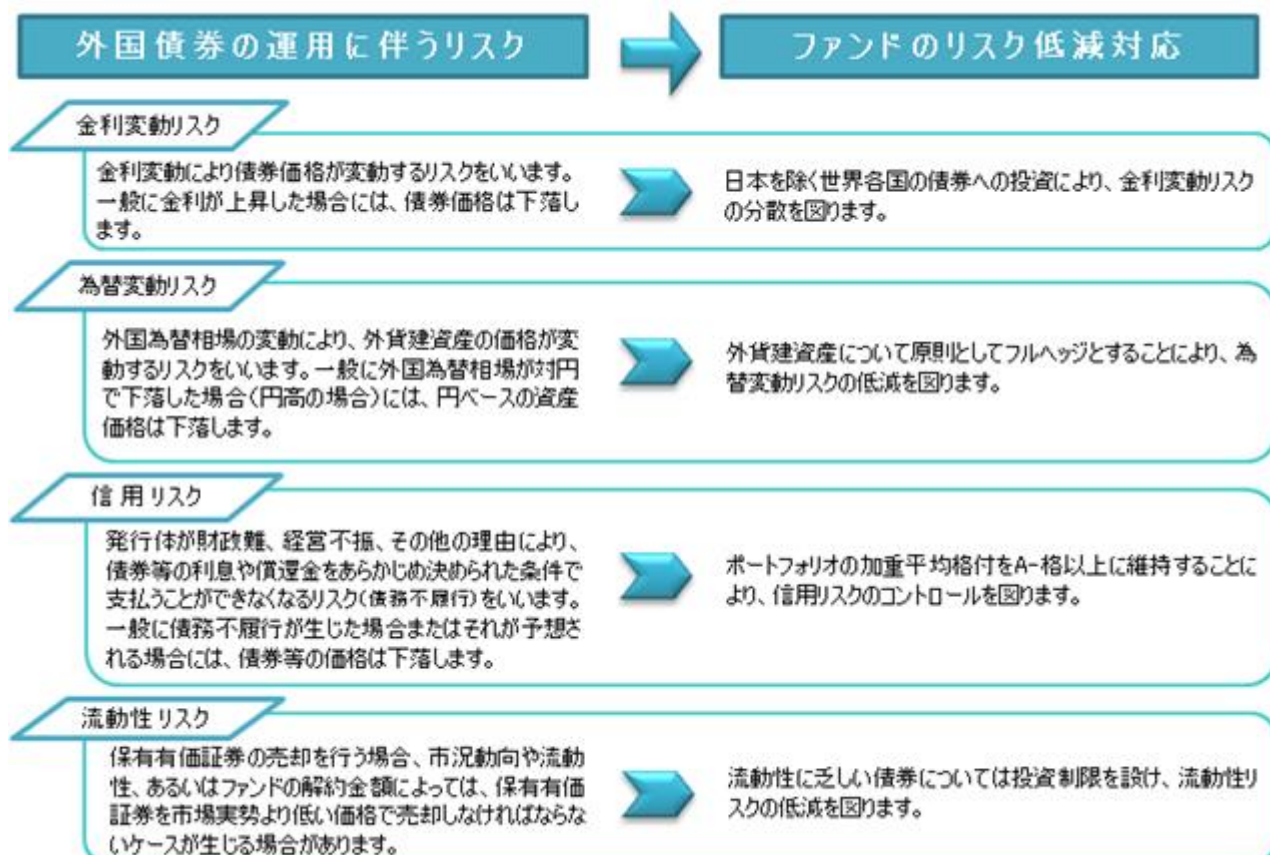 外国債券の運用に伴うリスク
ファンドのリスク低減対応
金利変動リスク
金利変動により債券価格が変動するリスクをいいます。
一般に金利が上昇した場合には、債券価格は下落し
ます。
日本を除く世界各国の債券への投資により、金利変動リスク
の分散を図ります。
為替変動リスク
外国為替相場の変動により、外貨建資産の価格が変
動するリスクをいいます。一般に外国為替相場が対円
で下落した場合(円高の場合)には、円ベースの資産
価格は下落します。
外貨建資産について原則としてフルヘッジとすることにより、為
替変動リスクの低減を図ります。
信用リスク
発行体が財政難、経営不振、その他の理由により、
債券等の利息や償還金をあらかじめ決められた条件で
支払うことができなくなるリスク(債務不履行)をいいます。
一般に債務不履行が生じた場合またはそれが予想さ
れる場合には、債券等の価格は下落します。
ポートフォリオの加重平均格付をA-格以上に維持することに
より、信用リスクのコントロールを図ります。
流動性リスク
保有有価証券の売却を行う場合、市況動向や流動
性、あるいはファンドの解約金額によっては、保有有価
証券を市場実勢より低い価格で売却しなければならな
いケースが生じる場合があります。
流動性に乏しい債券については投資制限を設け、流動性リ
スクの低減を図ります。